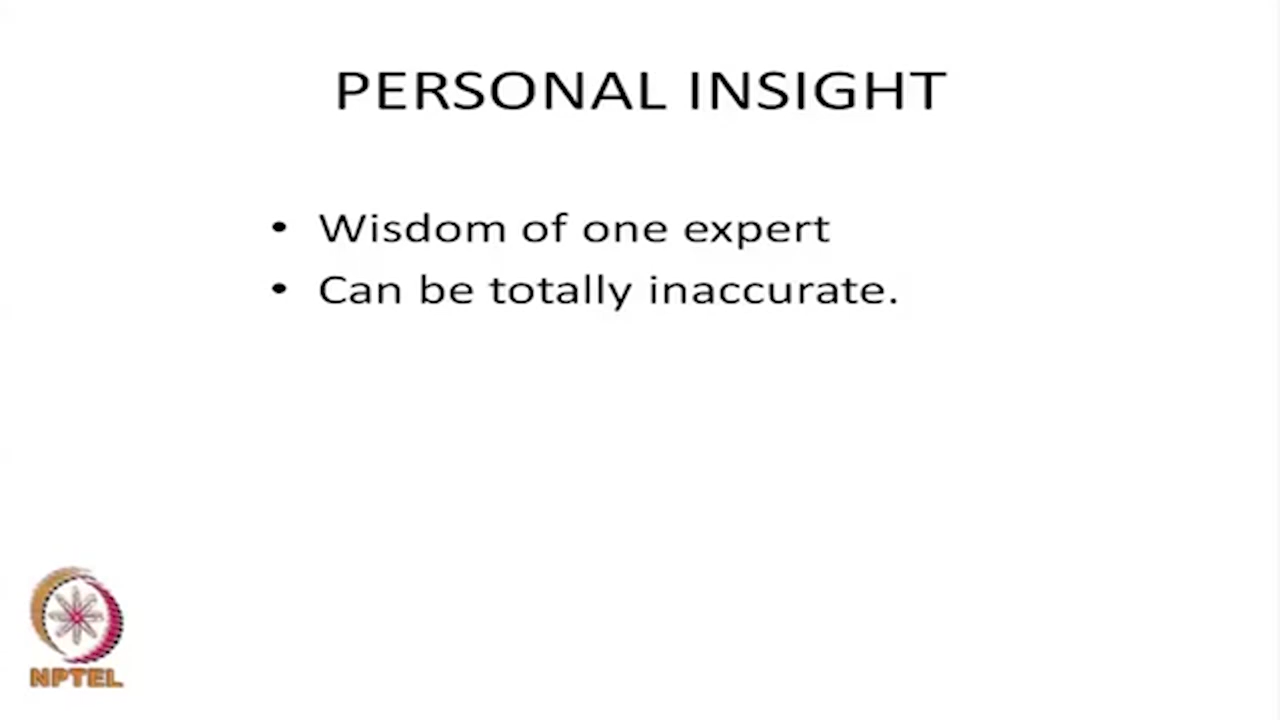 PERSONAL INSIGHT
• Wisdom of one expert
• Can be totally inaccurate.
NPTEL